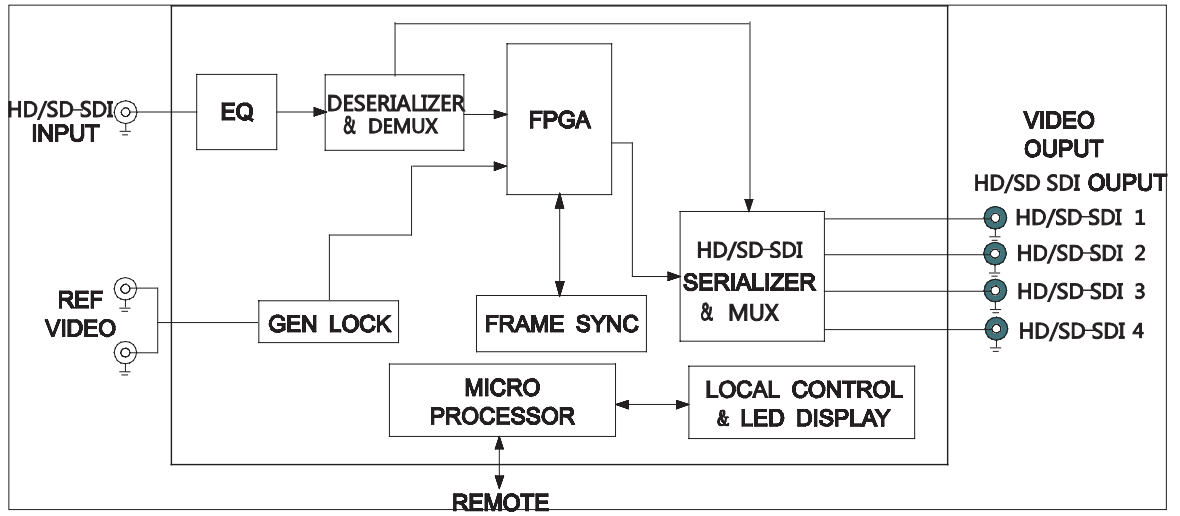 HD/SD-SDI
INPUT
EQ
DESERIALIZER
& DEMUX
FPGA
VIDEO
OUPUT
HD/SD SDI OUPUT
HD/SD-SDI 1
HD/SD-SDI 2
HD/SD-SDI 3
HD/SD-SDI 4
HD/SD-SDI
SERIALIZER
& MUX
REF
VIDEO
GEN LOCK
FRAME SYNC
MICRO
PROCESSOR
LOCAL CONTROL
& LED DISPLAY
REMOTE